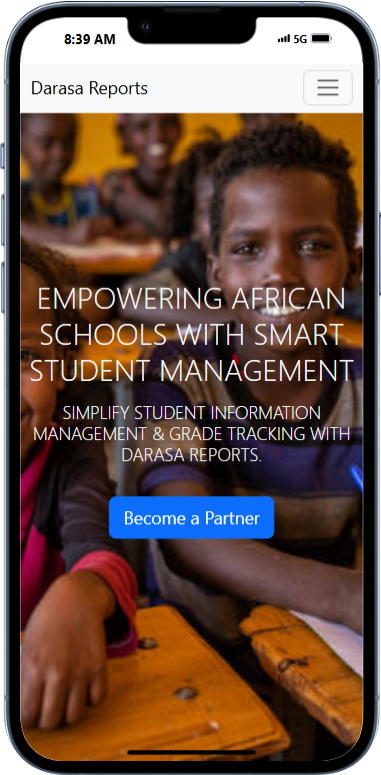 8:39 AM 5G
Darasa Reports
EMPOWERING AFRICAN
SCHOOLS WITH SMART
STUDENT MANAGEMENT
SIMPLIFY STUDENT INFORMATION
MANAGEMENT & GRADE TRACKING WITH
DARASA REPORTS.
Become a Partner